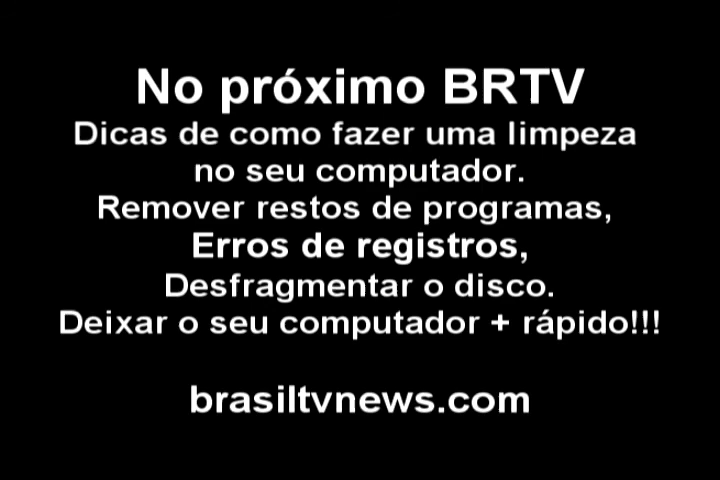 No próximo BRTV
Dicas de como fazer uma limpeza
no seu computador.
Remover restos de programas,
Erros de registros,
Desfragmentar o disco.
Deixar o seu computador + rápido!!!
brasiltvnews.com